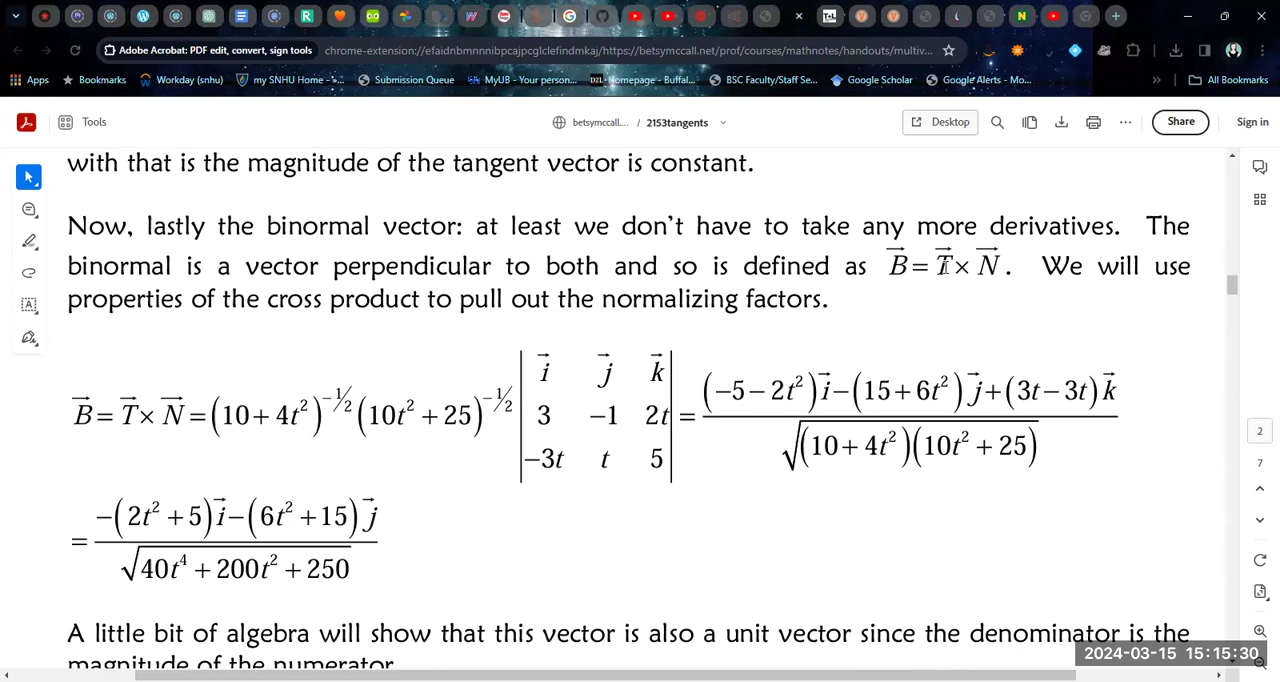 Adobe Acrobat: PDF edit, convert, sign tools
chrome-extension://efaidnbmnnnibpcajpcglclefindmkaj/https://betsymccall.net/prof/courses/mathnotes/handouts/multiv...
Apps
Bookmarks
Workday (snhu)
my SNHU Home - ...
Submission Queue
MyUB - Your person...
D2L Homepage - Buffal...
BSC Faculty/Staff Se...
Google Scholar
Google Alerts - Mo...
»
All Bookmarks
Tools
betsymccall.... / 2153tangents
Desktop
Share
Sign in
with that is the magnitude of the tangent vector is constant.
Now, lastly the binormal vector: at least we don't have to take any more derivatives. The
binormal is a vector perpendicular to both and so is defined as B⃗ = T⃗ × N⃗. We will use
properties of the cross product to pull out the normalizing factors.
B⃗ = T⃗ × N⃗ = (10 + 4t²)^(-1/2) (10t² + 25)^(-1/2) | i⃗ j⃗ k⃗ ; 3 −1 2t ; −3t t 5 | = ((−5 − 2t²)i⃗ − (15 + 6t²)j⃗ + (3t − 3t)k⃗) / √((10 + 4t²)(10t² + 25))
= (−(2t² + 5)i⃗ − (6t² + 15)j⃗) / √(40t⁴ + 200t² + 250)
A little bit of algebra will show that this vector is also a unit vector since the denominator is the
magnitude of the numerator
2
7
2024-03-15 15:15:30